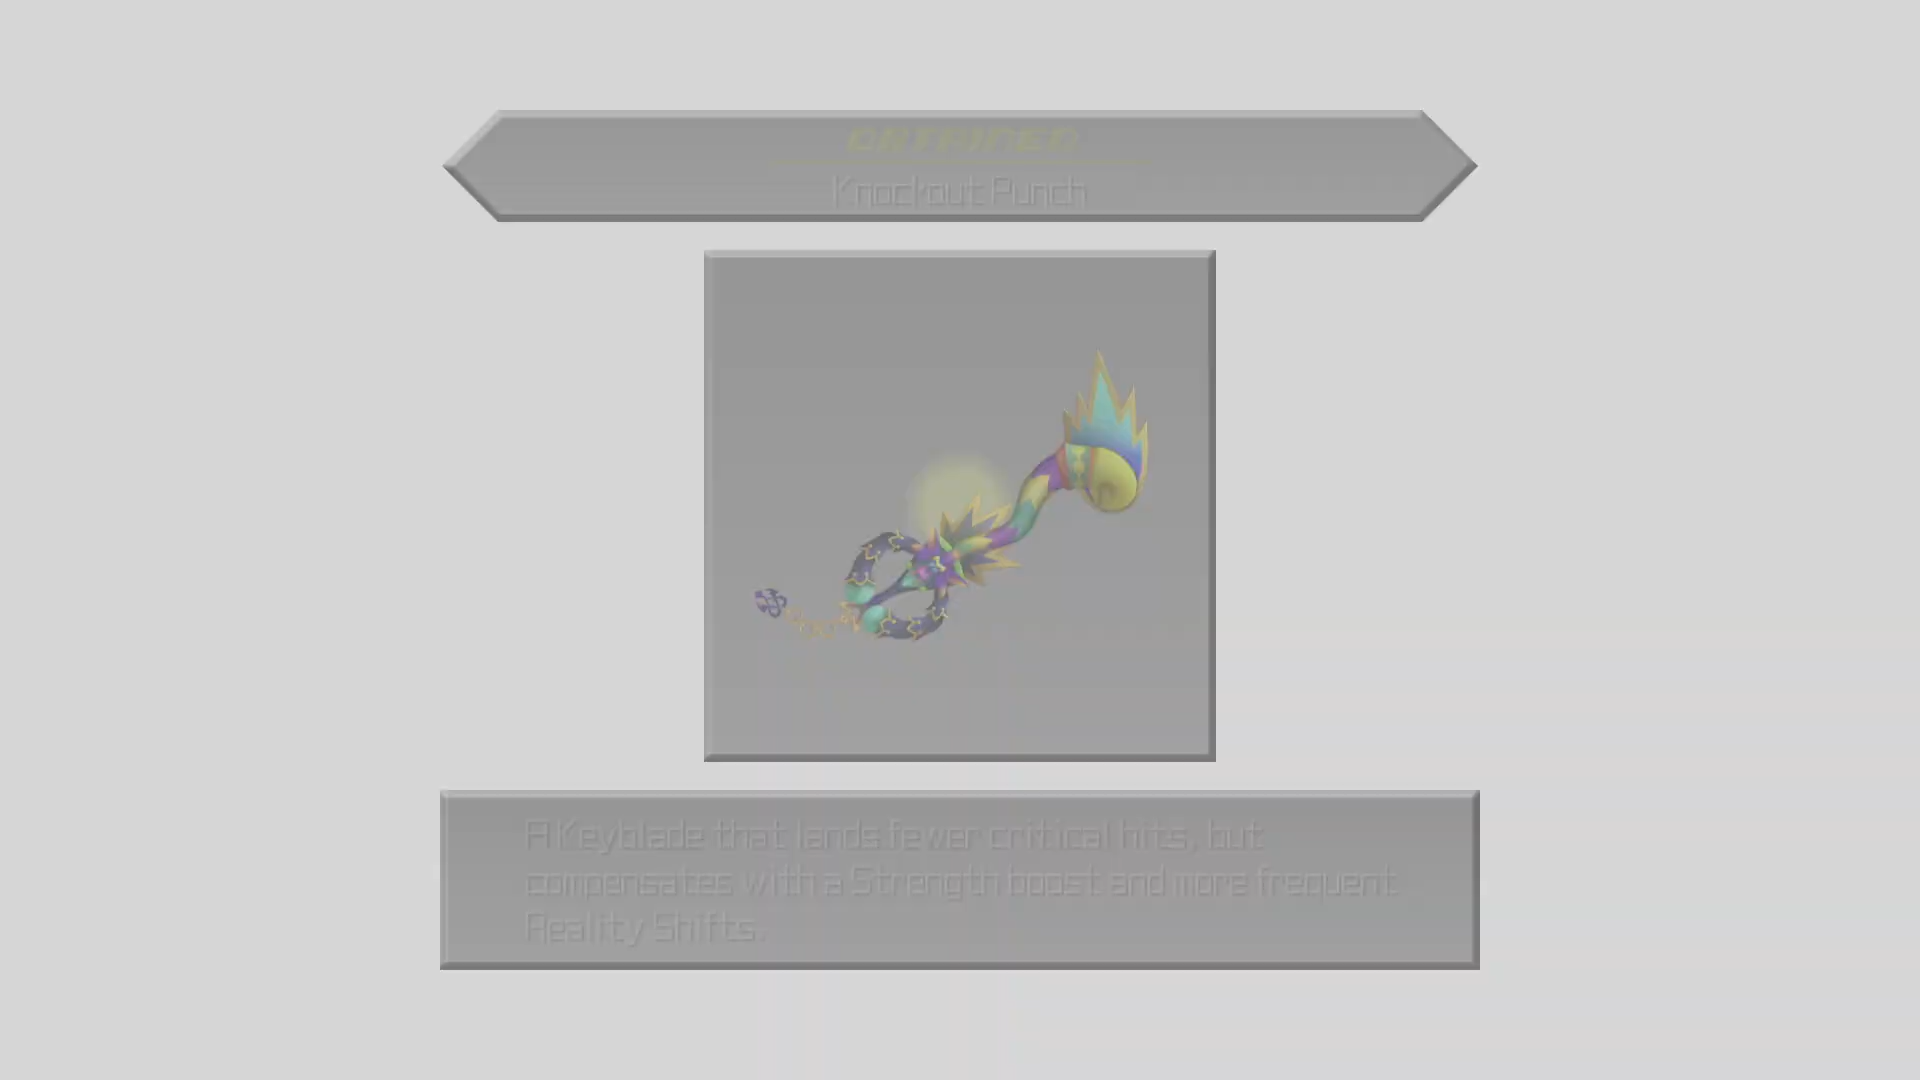 OBTAINED
Knockout Punch
A Keyblade that lands fewer critical hits, but
compensates with a Strength boost and more frequent
Reality Shifts.